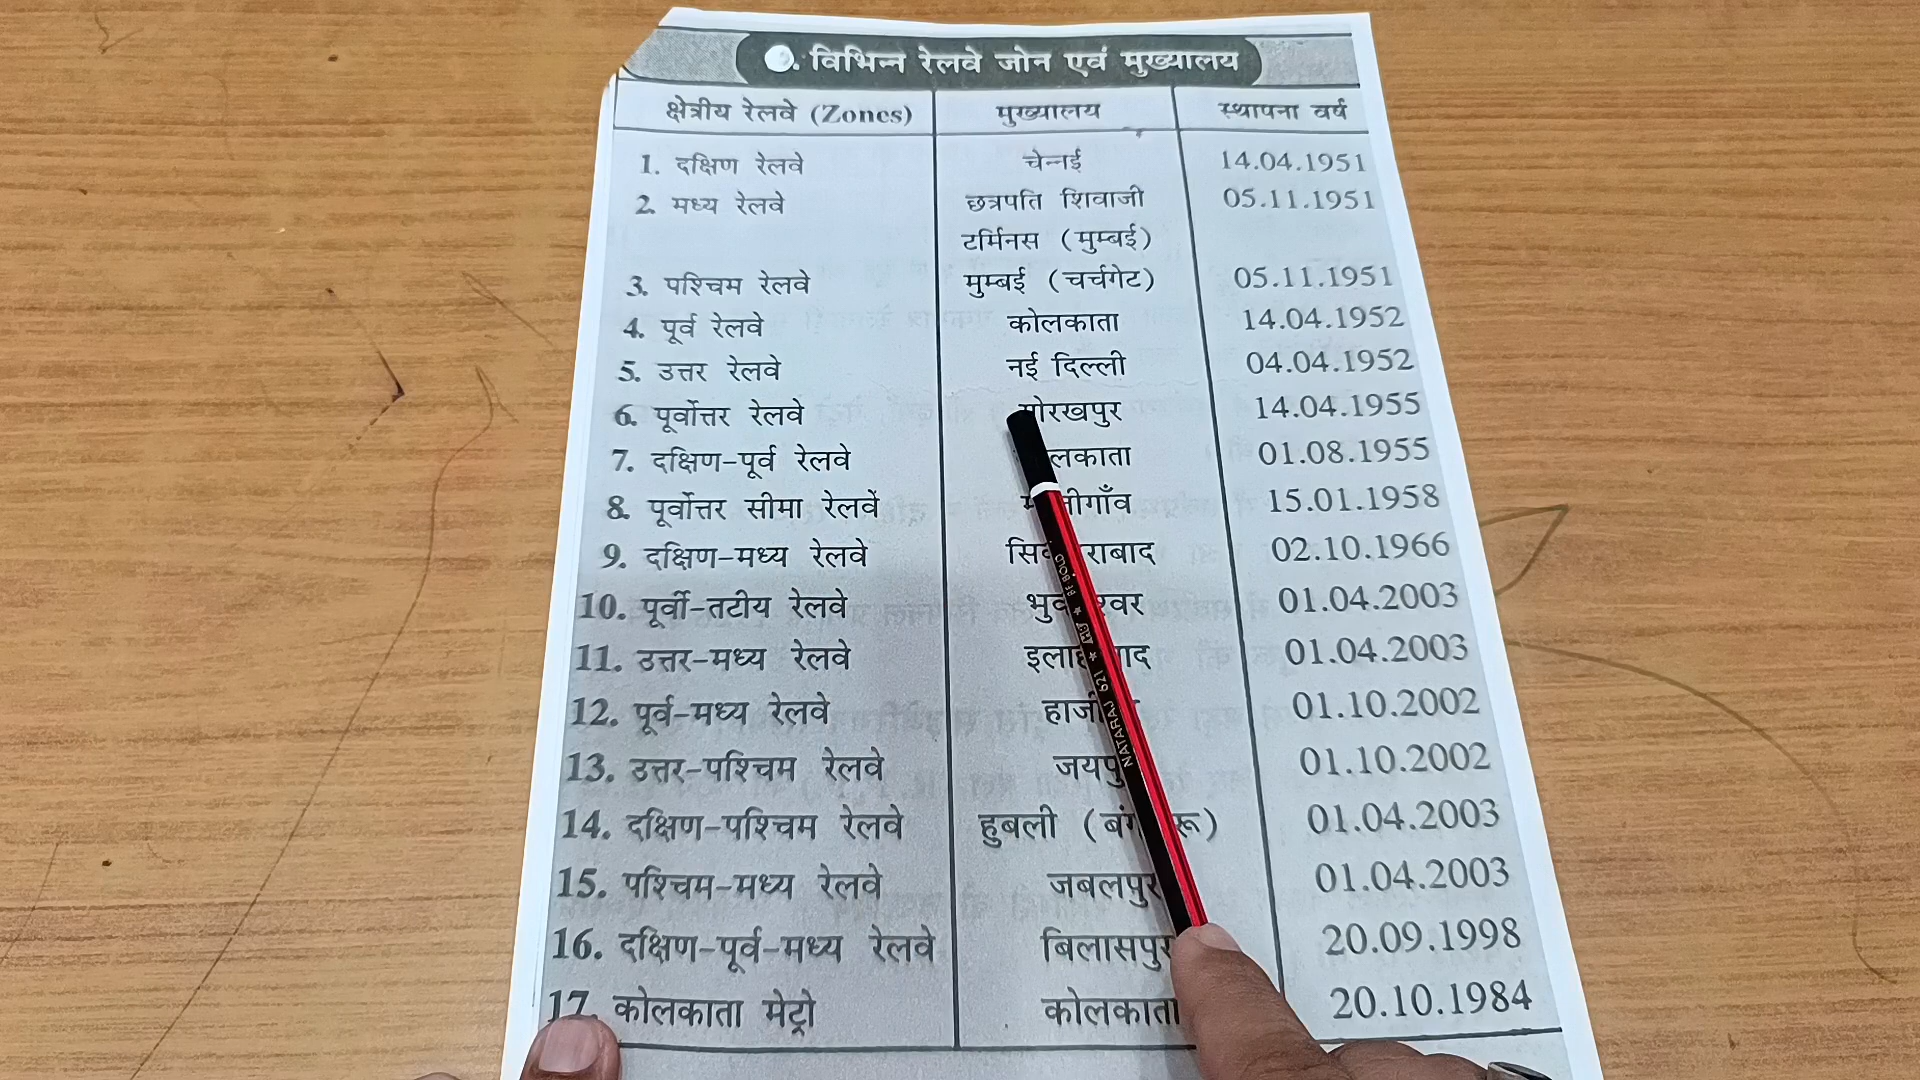 विभिन्न रेलवे जोन एवं मुख्यालय
क्षेत्रीय रेलवे (Zones) मुख्यालय स्थापना वर्ष
1. दक्षिण रेलवे चेन्नई 14.04.1951
2. मध्य रेलवे छत्रपति शिवाजी 05.11.1951
टर्मिनस (मुम्बई)
3. पश्चिम रेलवे मुम्बई (चर्चगेट) 05.11.1951
4. पूर्व रेलवे कोलकाता 14.04.1952
5. उत्तर रेलवे नई दिल्ली 04.04.1952
6. पूर्वोत्तर रेलवे गोरखपुर 14.04.1955
7. दक्षिण-पूर्व रेलवे 01.08.1955
8. पूर्वोत्तर सीमा रेलवें 15.01.1958
9. दक्षिण-मध्य रेलवे 02.10.1966
10. पूर्वी-तटीय रेलवे 01.04.2003
11. उत्तर-मध्य रेलवे 01.04.2003
12. पूर्व-मध्य रेलवे 01.10.2002
13. उत्तर-पश्चिम रेलवे 01.10.2002
14. दक्षिण-पश्चिम रेलवे हुबली 01.04.2003
15. पश्चिम-मध्य रेलवे जबलपुर 01.04.2003
16. दक्षिण-पूर्व-मध्य रेलवे बिलासपुर 20.09.1998
17. कोलकाता मेट्रो कोलकाता 20.10.1984
NATARAJ 621 BOLD